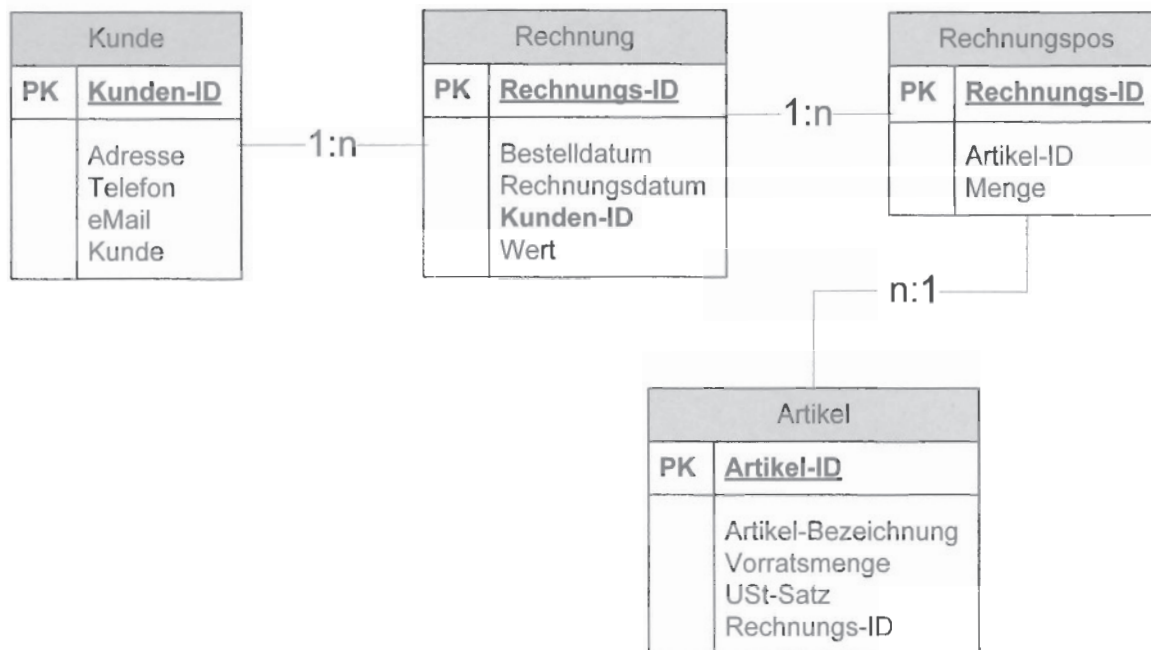 Kunde
PK Kunden-ID
Adresse
Telefon
eMail
Kunde
1:n
Rechnung
PK Rechnungs-ID
Bestelldatum
Rechnungsdatum
Kunden-ID
Wert
1:n
Rechnungspos
PK Rechnungs-ID
Artikel-ID
Menge
n:1
Artikel
PK Artikel-ID
Artikel-Bezeichnung
Vorratsmenge
USt-Satz
Rechnungs-ID